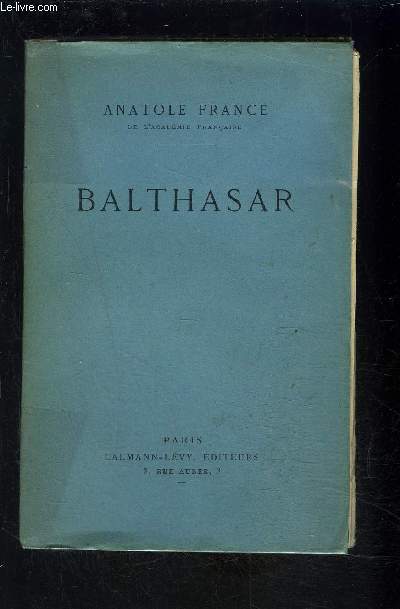 © Le-livre.com
ANATOLE FRANCE
DE L'ACADÉMIE FRANÇAISE
BALTHASAR
PARIS
CALMANN-LÉVY, ÉDITEURS
3, RUE AUBER, 3